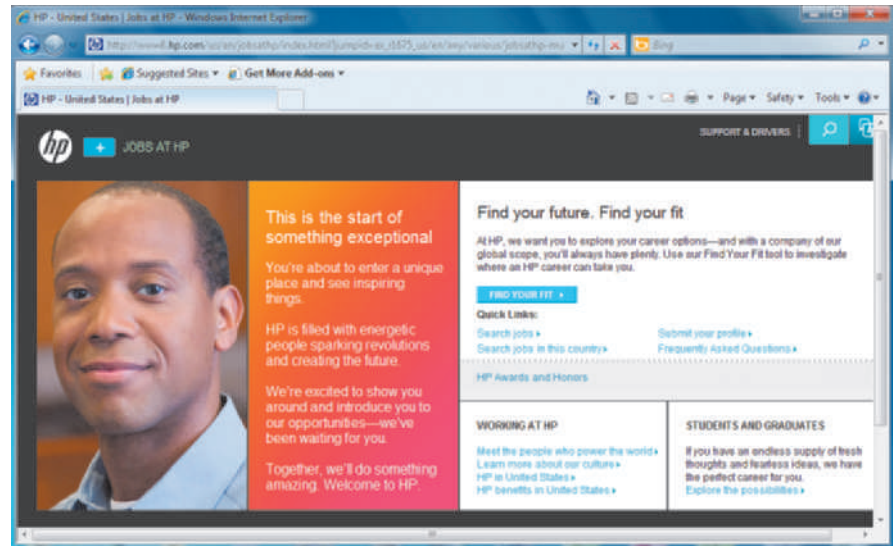 HP - United States | Jobs at HP - Windows Internet Explorer
Bing
Favorites Suggested Sites Get More Add-ons
HP - United States | Jobs at HP
Page Safety Tools
SUPPORT & DRIVERS
hp + JOBS AT HP
This is the start of
something exceptional
You're about to enter a unique
place and see inspiring
things.
HP is filled with energetic
people sparking revolutions
and creating the future.
We're excited to show you
around and introduce you to
our opportunities—we've
been waiting for you.
Together, we'll do something
amazing. Welcome to HP.
Find your future. Find your fit
At HP, we want you to explore your career options—and with a company of our
global scope, you'll always have plenty. Use our Find Your Fit tool to investigate
where an HP career can take you.
FIND YOUR FIT
Quick Links:
Search jobs
Submit your profile
Search jobs in this country
Frequently Asked Questions
HP Awards and Honors
WORKING AT HP
Meet the people who power the world
Learn more about our culture
HP in United States
HP benefits in United States
STUDENTS AND GRADUATES
If you have an endless supply of fresh
thoughts and fearless ideas, we have
the perfect career for you.
Explore the possibilities